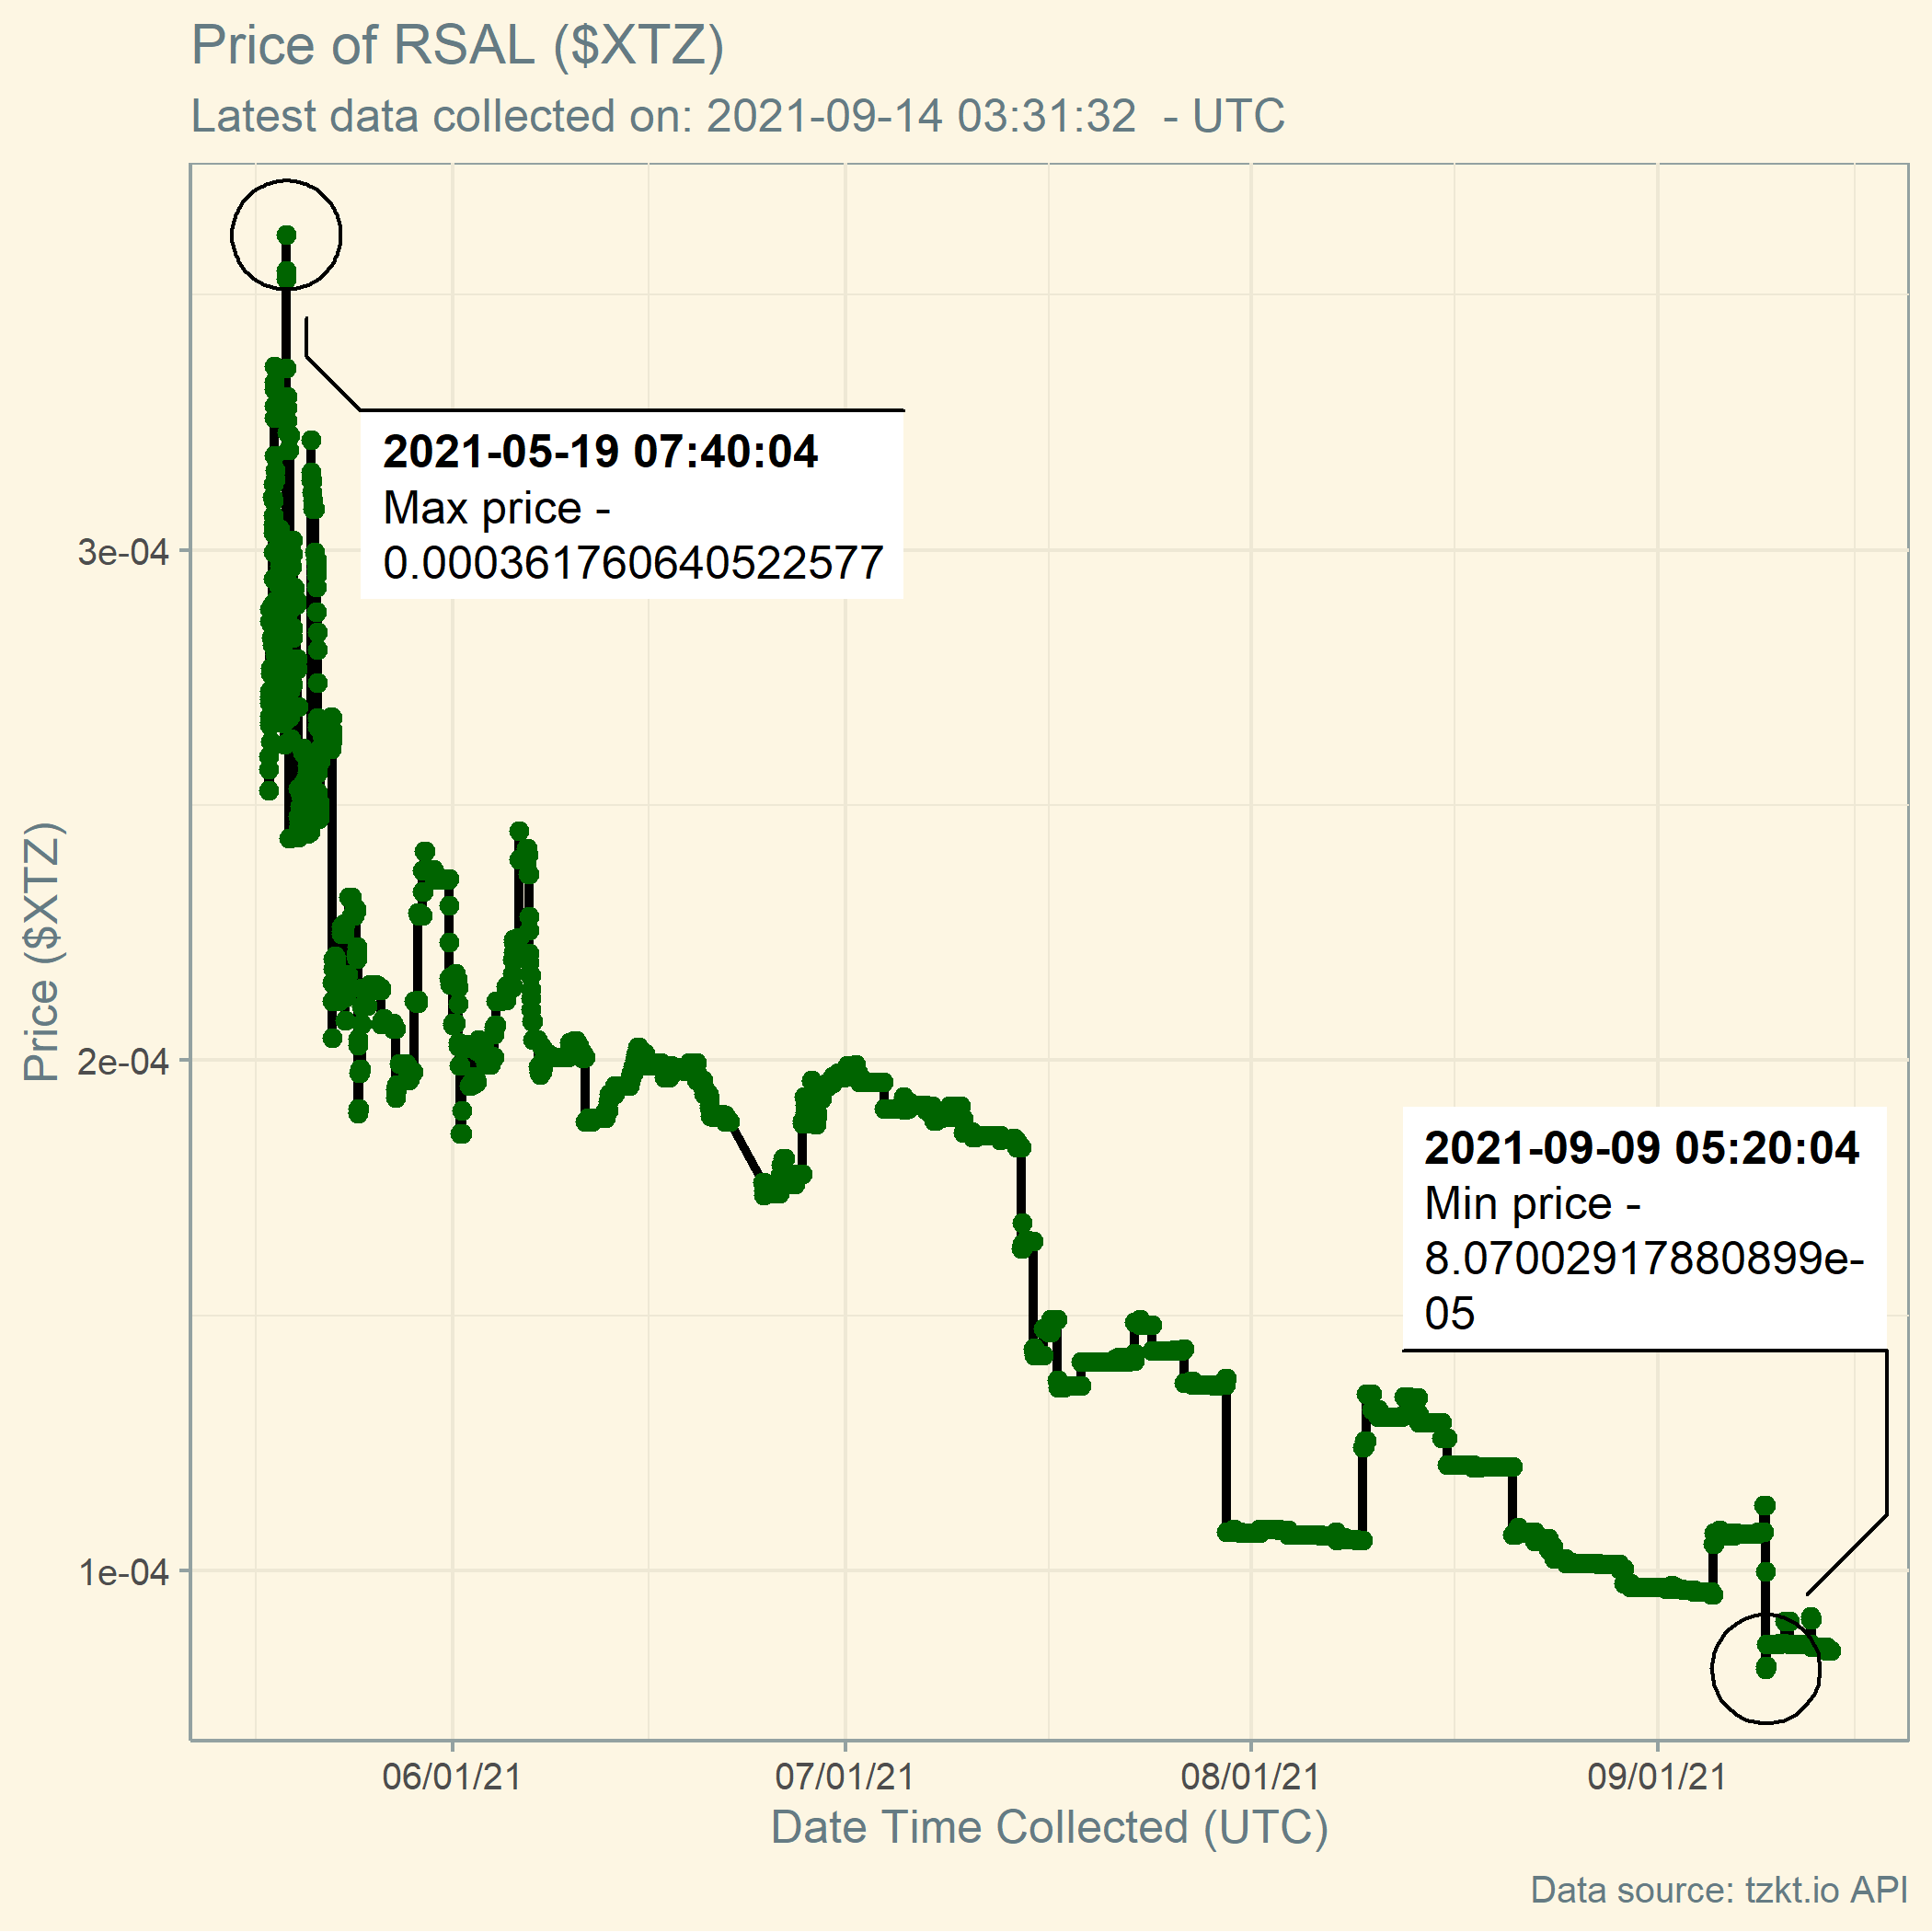 Price of RSAL ($XTZ)
Latest data collected on: 2021-09-14 03:31:32  - UTC
2021-05-19 07:40:04
Max price -
0.000361760640522577
3e-04
2e-04
1e-04
Price ($XTZ)
2021-09-09 05:20:04
Min price -
8.07002917880899e-
05
06/01/21
07/01/21
08/01/21
09/01/21
Date Time Collected (UTC)
Data source: tzkt.io API